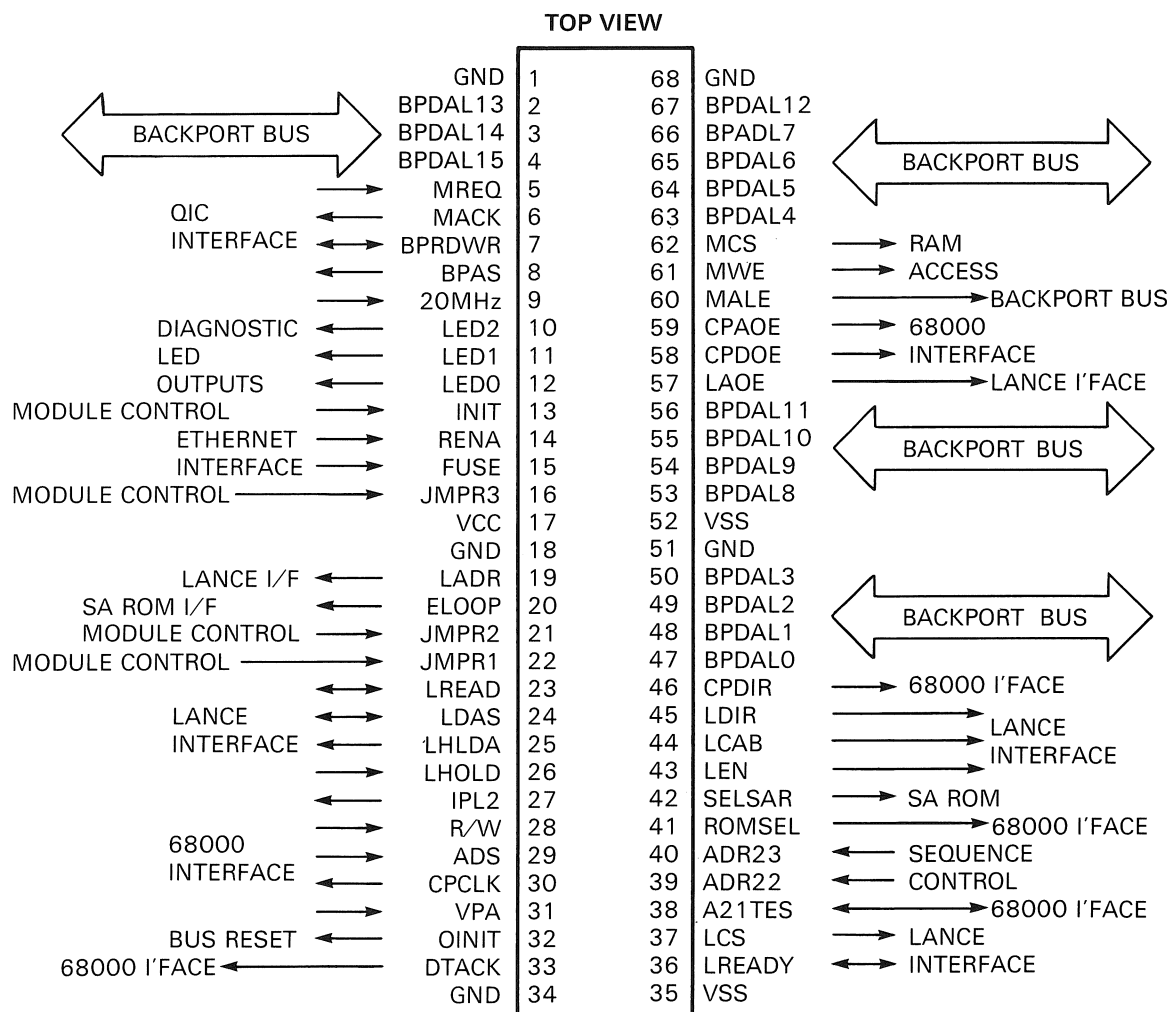 TOP VIEW
GND 1 68 GND
BPDAL13 2 67 BPDAL12
BACKPORT BUS BPDAL14 3 66 BPADL7
BPDAL15 4 65 BPDAL6 BACKPORT BUS
MREQ 5 64 BPDAL5
QIC MACK 6 63 BPDAL4
INTERFACE BPRDWR 7 62 MCS RAM
BPAS 8 61 MWE ACCESS
20MHz 9 60 MALE BACKPORT BUS
DIAGNOSTIC LED2 10 59 CPAOE 68000
LED LED1 11 58 CPDOE INTERFACE
OUTPUTS LED0 12 57 LAOE LANCE I'FACE
MODULE CONTROL INIT 13 56 BPDAL11
ETHERNET RENA 14 55 BPDAL10 BACKPORT BUS
INTERFACE FUSE 15 54 BPDAL9
MODULE CONTROL JMPR3 16 53 BPDAL8
VCC 17 52 VSS
GND 18 51 GND
LANCE I/F LADR 19 50 BPDAL3
SA ROM I/F ELOOP 20 49 BPDAL2 BACKPORT BUS
MODULE CONTROL JMPR2 21 48 BPDAL1
MODULE CONTROL JMPR1 22 47 BPDAL0
LREAD 23 46 CPDIR 68000 I'FACE
LANCE LDAS 24 45 LDIR LANCE
INTERFACE LHLDA 25 44 LCAB INTERFACE
LHOLD 26 43 LEN
IPL2 27 42 SELSAR SA ROM
68000 R/W 28 41 ROMSEL 68000 I'FACE
INTERFACE ADS 29 40 ADR23 SEQUENCE
CPCLK 30 39 ADR22 CONTROL
VPA 31 38 A21TES 68000 I'FACE
BUS RESET OINIT 32 37 LCS LANCE
68000 I'FACE DTACK 33 36 LREADY INTERFACE
GND 34 35 VSS